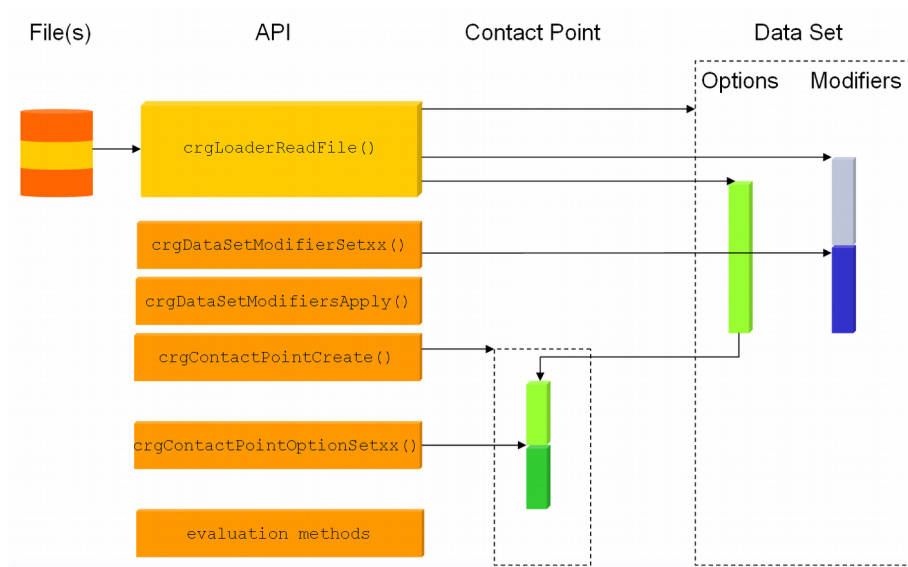 File(s)
API
Contact Point
Data Set
Options
Modifiers
crgLoaderReadFile()
crgDataSetModifierSetxx()
crgDataSetModifiersApply()
crgContactPointCreate()
crgContactPointOptionSetxx()
evaluation methods